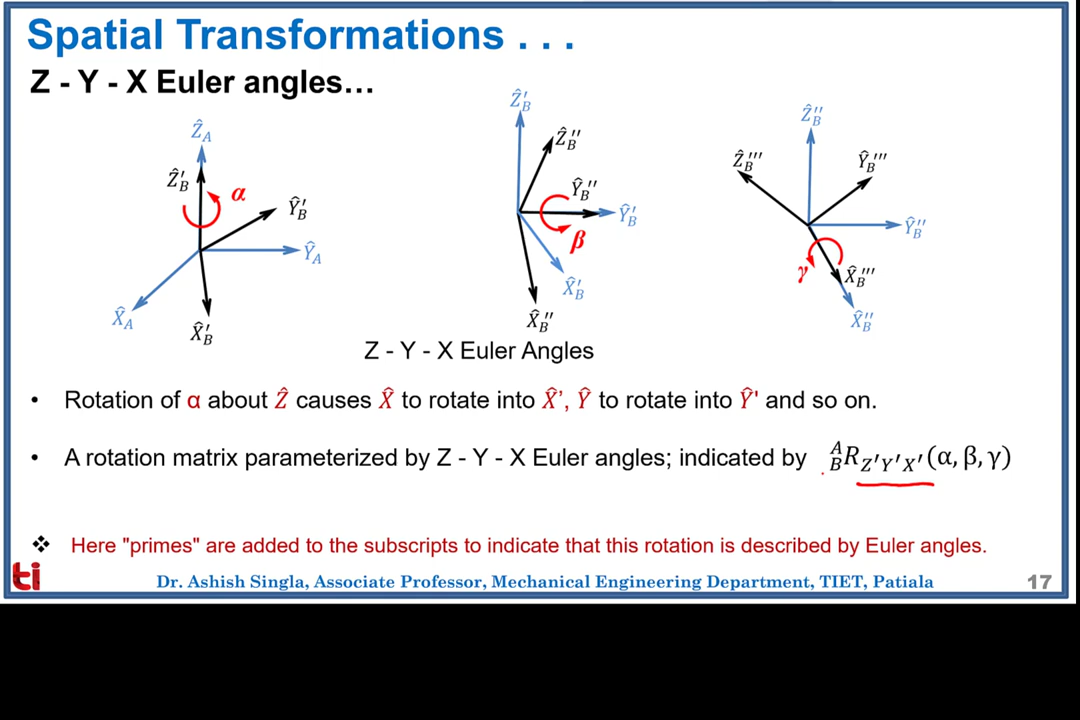 Spatial Transformations . . .
Z - Y - X Euler angles…
Ẑ_A
Ẑ′_B
α
Ŷ′_B
Ŷ_A
X̂_A
X̂′_B
Ẑ′_B
Ẑ″_B
Ŷ″_B
Ŷ′_B
β
X̂′_B
X̂″_B
Ẑ″_B
Ẑ‴_B
Ŷ‴_B
Ŷ″_B
γ
X̂‴_B
X̂″_B
Z - Y - X Euler Angles
• Rotation of α about Ẑ causes X̂ to rotate into X̂’, Ŷ to rotate into Ŷ' and so on.
• A rotation matrix parameterized by Z - Y - X Euler angles; indicated by ᴬ_BR_Z′Y′X′(α, β, γ)
❖ Here "primes" are added to the subscripts to indicate that this rotation is described by Euler angles.
ti
Dr. Ashish Singla, Associate Professor, Mechanical Engineering Department, TIET, Patiala
17